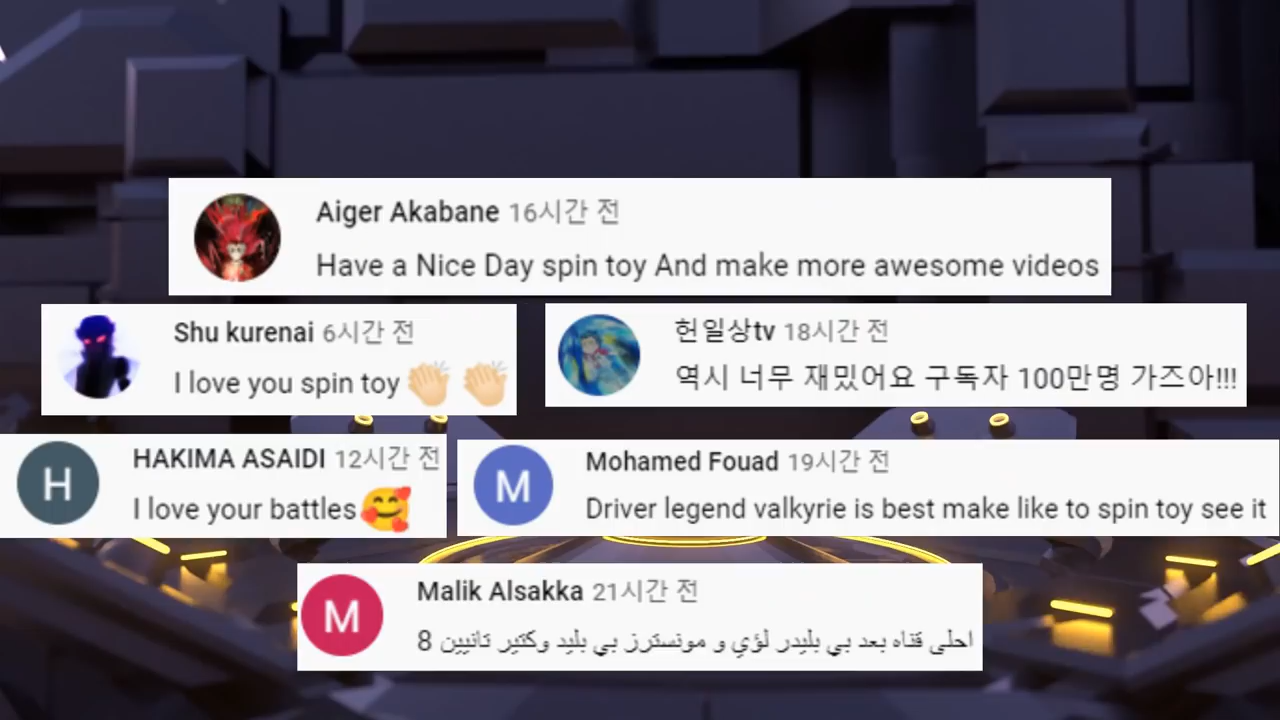 Aiger Akabane 16시간 전
Have a Nice Day spin toy And make more awesome videos
Shu kurenai 6시간 전
I love you spin toy 👏🏻 👏🏻
헌일상tv 18시간 전
역시 너무 재밌어요 구독자 100만명 가즈아!!!
H
HAKIMA ASAIDI 12시간 전
I love your battles🥰
M
Mohamed Fouad 19시간 전
Driver legend valkyrie is best make like to spin toy see it
M
Malik Alsakka 21시간 전
احلى قناه بعد بي بليدر لؤي و مونسترز بي بليد وكتير تانيين 8